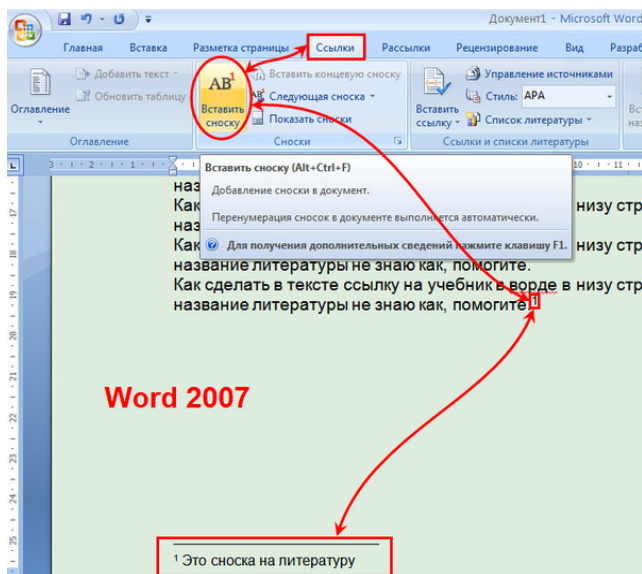 Документ1 - Microsoft Word
Главная Вставка Разметка страницы Ссылки Рассылки Рецензирование Вид Разраб
Добавить текст
Обновить таблицу
Оглавление
Оглавление
AB1
Вставить сноску
Вставить концевую сноску
Следующая сноска
Показать сноски
Сноски
Вставить ссылку
Управление источниками
Стиль: APA
Список литературы
Ссылки и списки литературы
Вставить сноску (Alt+Ctrl+F)
Добавление сноски в документ.
Перенумерация сносок в документе выполняется автоматически.
Для получения дополнительных сведений нажмите клавишу F1.
наз
Как низу стр
наз
Как низу стр
название литературы не знаю как, помогите.
Как сделать в тексте ссылку на учебник в ворде в низу стр
название литературы не знаю как, помогите.1
Word 2007
1 Это сноска на литературу